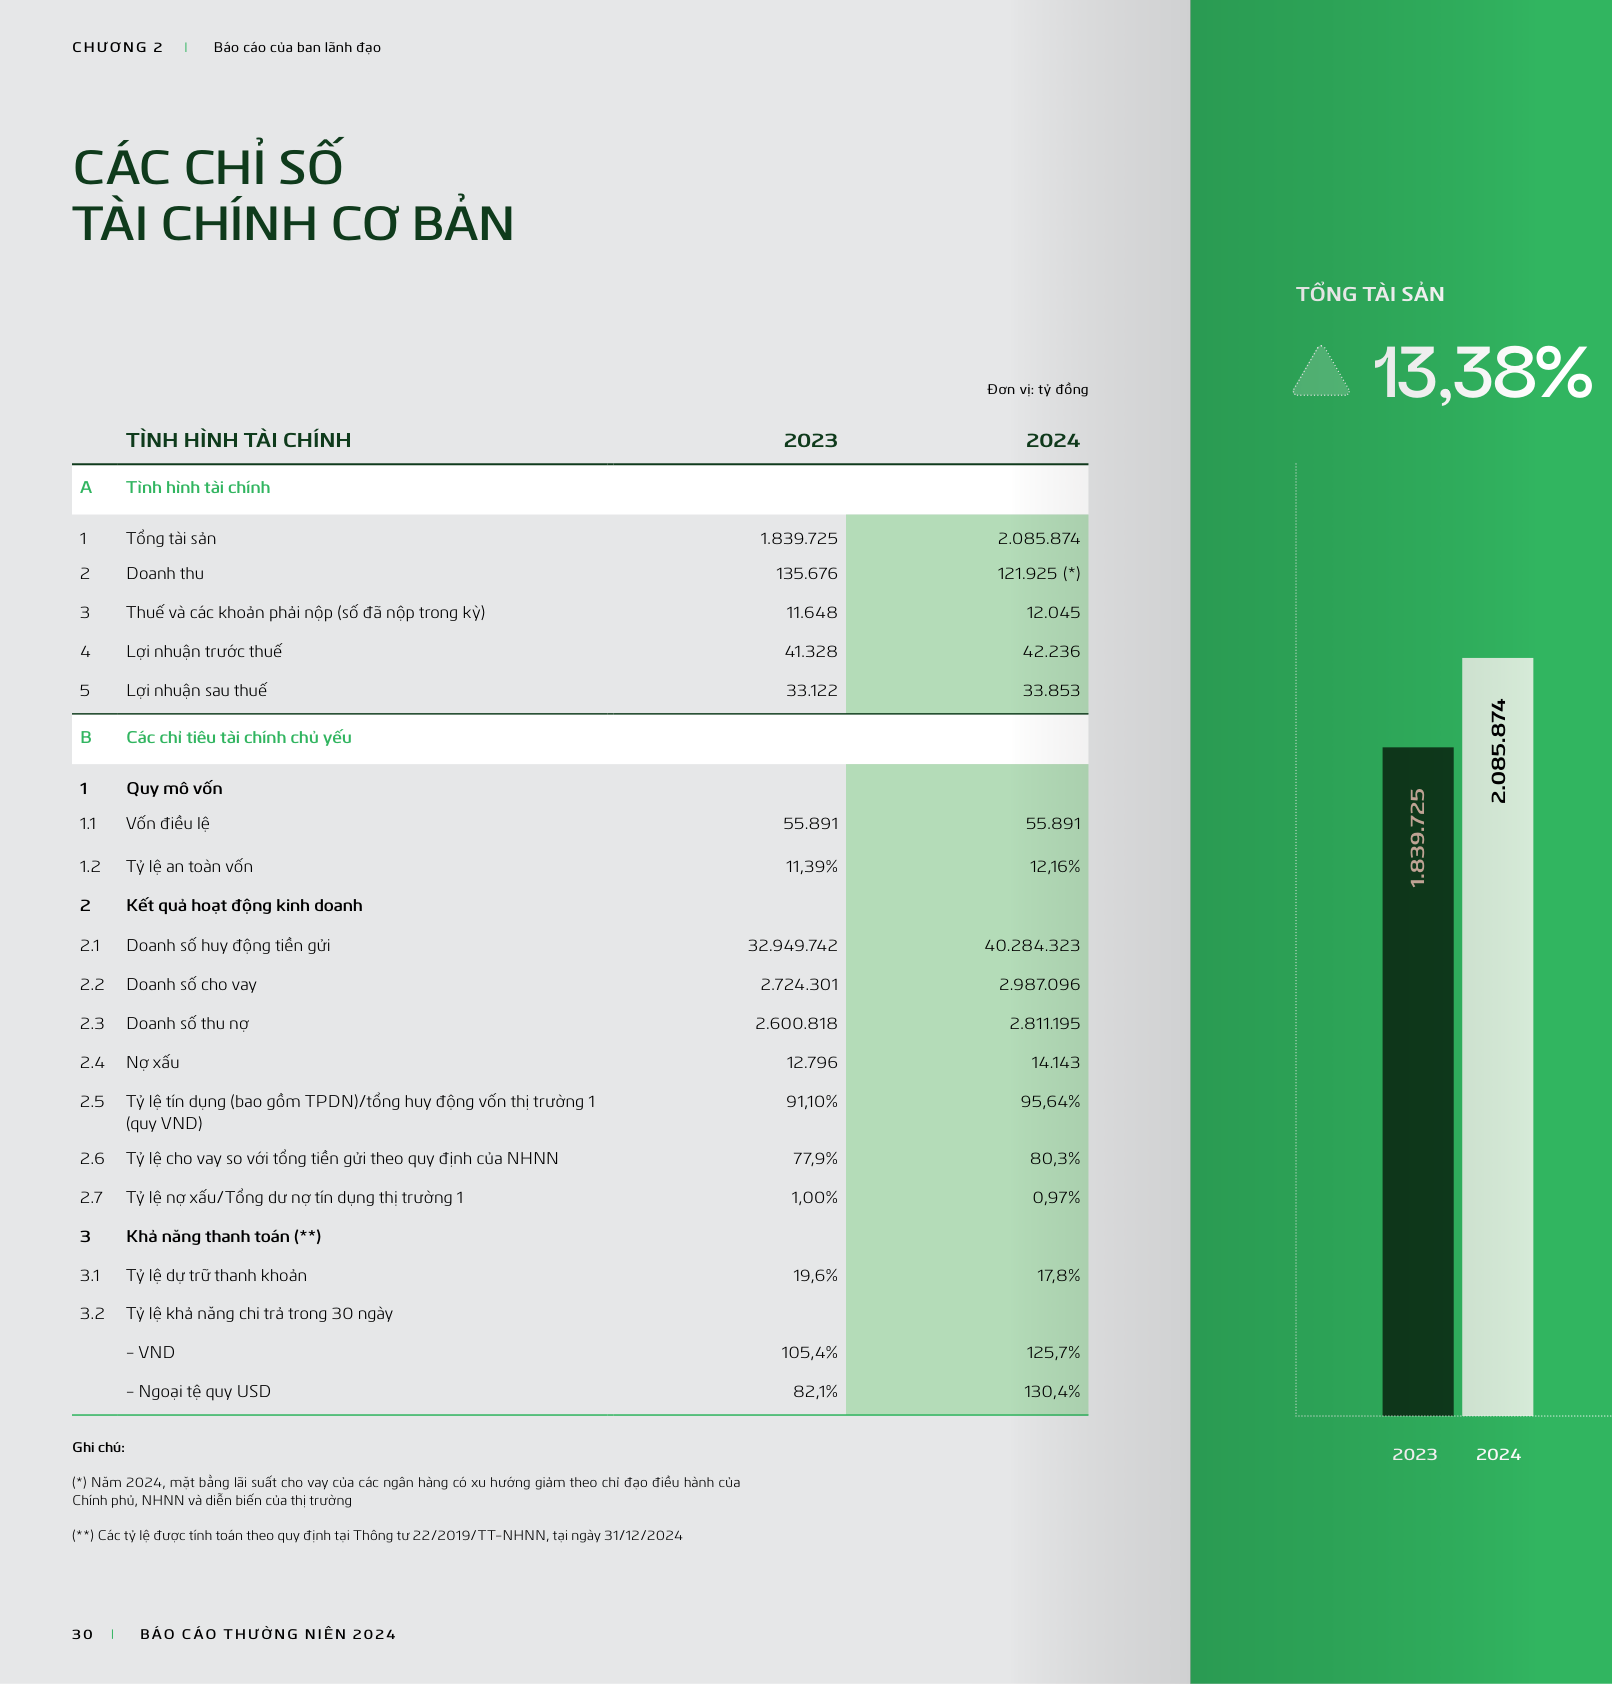 CHƯƠNG 2 | Báo cáo của ban lãnh đạo
CÁC CHỈ SỐ
TÀI CHÍNH CƠ BẢN
Đơn vị: tỷ đồng
TÌNH HÌNH TÀI CHÍNH 2023 2024
A Tình hình tài chính
1 Tổng tài sản 1.839.725 2.085.874
2 Doanh thu 135.676 121.925 (*)
3 Thuế và các khoản phải nộp (số đã nộp trong kỳ) 11.648 12.045
4 Lợi nhuận trước thuế 41.328 42.236
5 Lợi nhuận sau thuế 33.122 33.853
B Các chỉ tiêu tài chính chủ yếu
1 Quy mô vốn
1.1 Vốn điều lệ 55.891 55.891
1.2 Tỷ lệ an toàn vốn 11,39% 12,16%
2 Kết quả hoạt động kinh doanh
2.1 Doanh số huy động tiền gửi 32.949.742 40.284.323
2.2 Doanh số cho vay 2.724.301 2.987.096
2.3 Doanh số thu nợ 2.600.818 2.811.195
2.4 Nợ xấu 12.796 14.143
2.5 Tỷ lệ tín dụng (bao gồm TPDN)/tổng huy động vốn thị trường 1 91,10% 95,64%
(quy VND)
2.6 Tỷ lệ cho vay so với tổng tiền gửi theo quy định của NHNN 77,9% 80,3%
2.7 Tỷ lệ nợ xấu/Tổng dư nợ tín dụng thị trường 1 1,00% 0,97%
3 Khả năng thanh toán (**)
3.1 Tỷ lệ dự trữ thanh khoản 19,6% 17,8%
3.2 Tỷ lệ khả năng chi trả trong 30 ngày
– VND 105,4% 125,7%
– Ngoại tệ quy USD 82,1% 130,4%
Ghi chú:
(*) Năm 2024, mặt bằng lãi suất cho vay của các ngân hàng có xu hướng giảm theo chỉ đạo điều hành của
Chính phủ, NHNN và diễn biến của thị trường
(**) Các tỷ lệ được tính toán theo quy định tại Thông tư 22/2019/TT-NHNN, tại ngày 31/12/2024
30 | BÁO CÁO THƯỜNG NIÊN 2024
TỔNG TÀI SẢN
13,38%
1.839.725
2.085.874
2023 2024